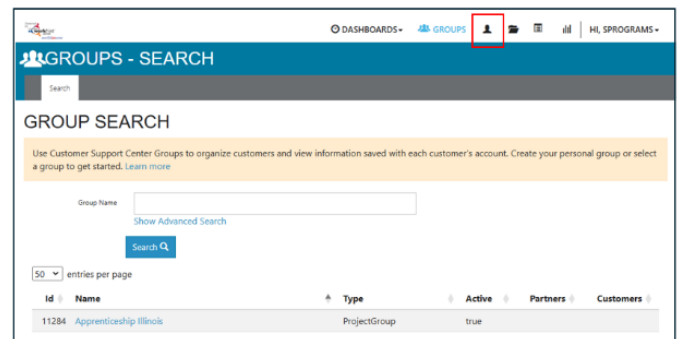 DASHBOARDS GROUPS HI, SPROGRAMS
GROUPS - SEARCH
Search
GROUP SEARCH
Use Customer Support Center Groups to organize customers and view information saved with each customer's account. Create your personal group or select
a group to get started. Learn more
Group Name
Show Advanced Search
Search
50 entries per page
Id Name Type Active Partners Customers
11284 Apprenticeship Illinois ProjectGroup true